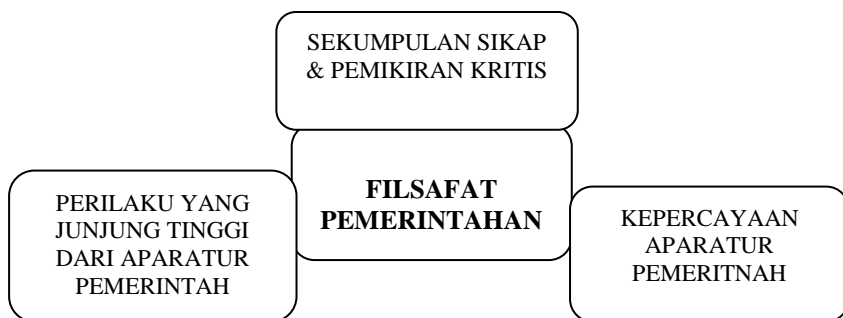 SEKUMPULAN SIKAP
& PEMIKIRAN KRITIS
FILSAFAT
PEMERINTAHAN
PERILAKU YANG
JUNJUNG TINGGI
DARI APARATUR
PEMERINTAH
KEPERCAYAAN
APARATUR
PEMERITNAH